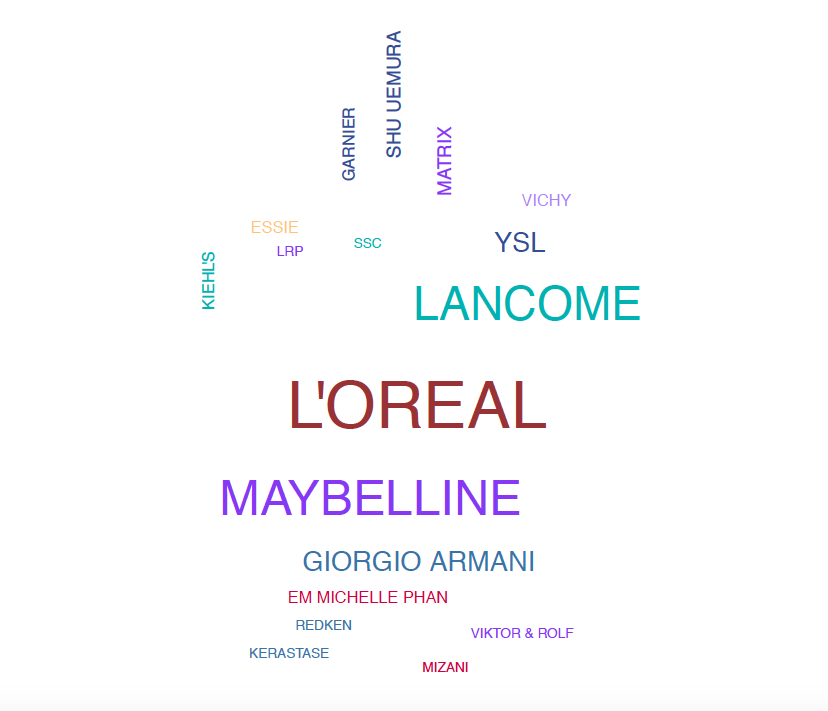 SHU UEMURA
GARNIER
MATRIX
VICHY
ESSIE
YSL
SSC
LRP
KIEHL'S
LANCOME
L'OREAL
MAYBELLINE
GIORGIO ARMANI
EM MICHELLE PHAN
REDKEN
VIKTOR & ROLF
KERASTASE
MIZANI